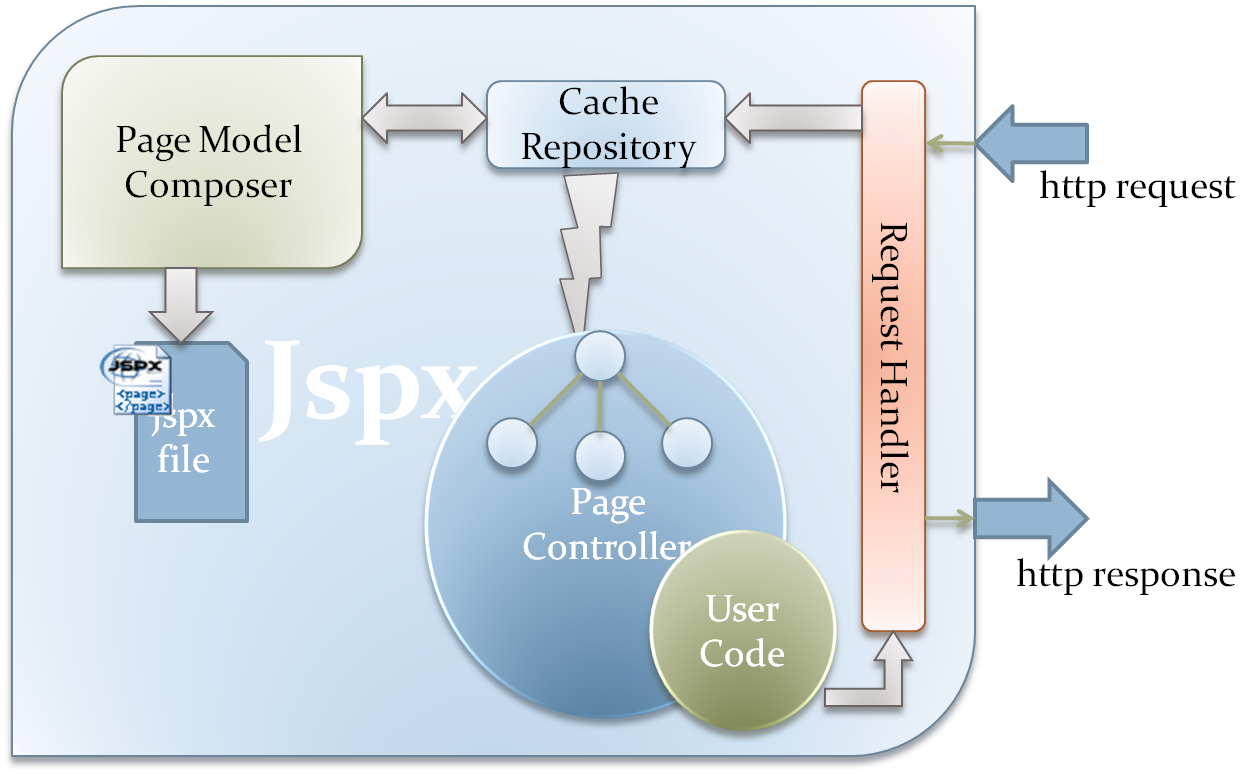 Page Model
Composer
Cache
Repository
http request
Request Handler
JSPX
<page>
</page>
Jspx
file
Jspx
Page
Controller
User
Code
http response